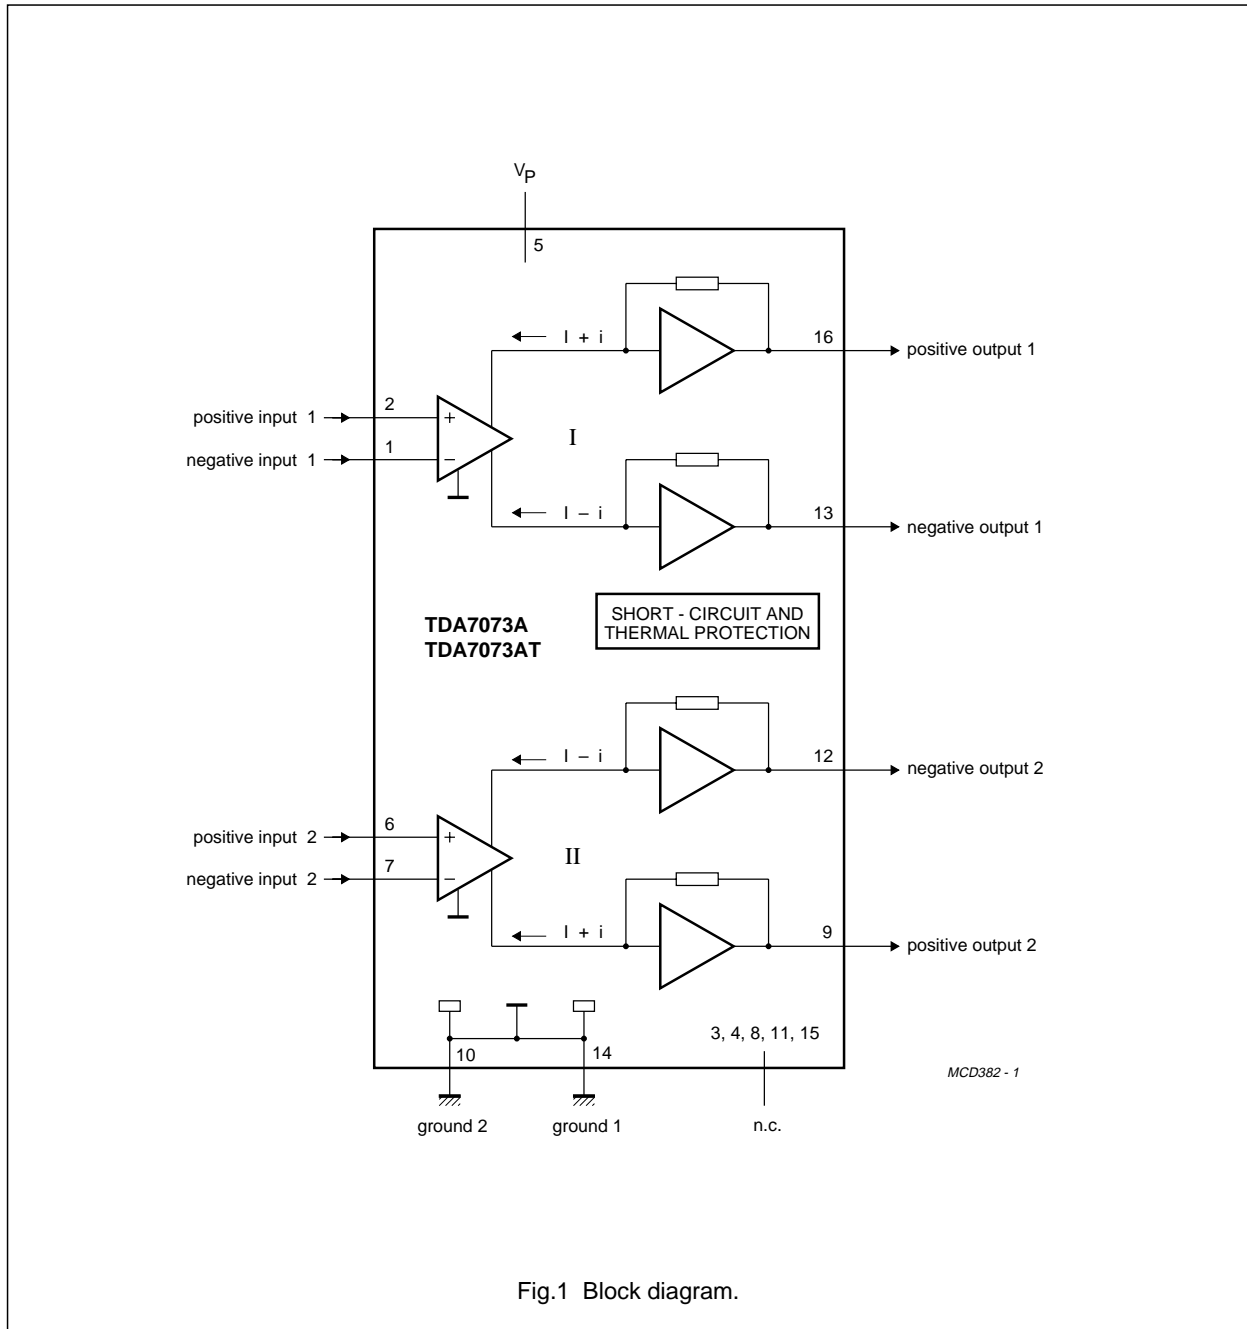 VP
5
I + i
16
positive output 1
positive input 1
2
I
negative input 1
1
I – i
13
negative output 1
TDA7073A
TDA7073AT
SHORT - CIRCUIT AND
THERMAL PROTECTION
I – i
12
negative output 2
positive input 2
6
II
negative input 2
7
I + i
9
positive output 2
3, 4, 8, 11, 15
10
14
MCD382 - 1
ground 2
ground 1
n.c.
+
–
+
–
Fig.1 Block diagram.